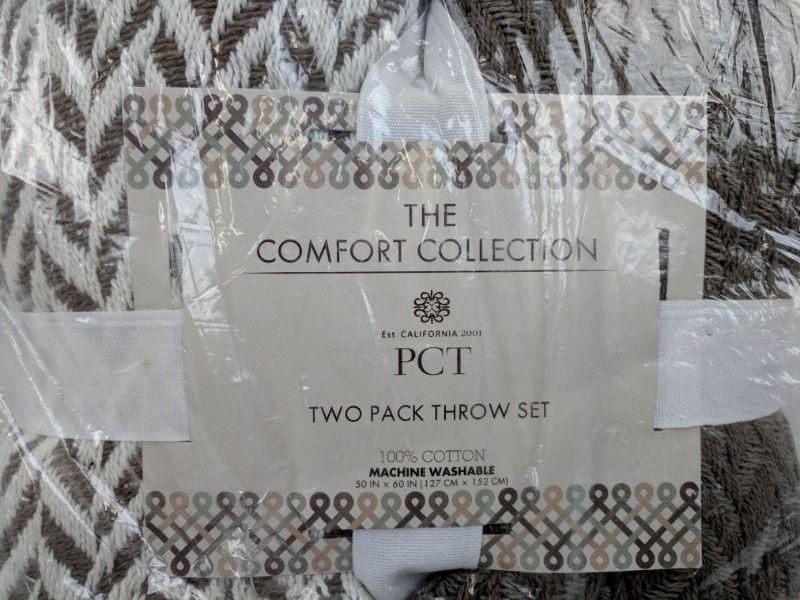 THE
COMFORT COLLECTION
Est CALIFORNIA 2001
PCT
TWO PACK THROW SET
100% COTTON
MACHINE WASHABLE
50 IN × 60 IN (127 CM × 152 CM)